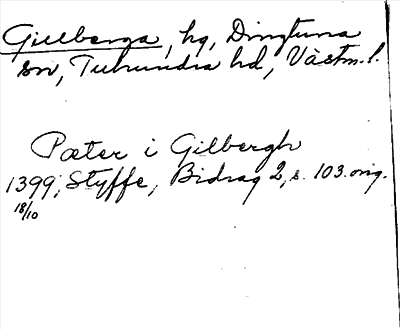 Gillberga, hg, Dingtuna
sn, Tuhundra hd, Västm. l.
Pæter i Gilbergh
1399, Styffe, Bidrag 2, s. 103. orig.
18/10